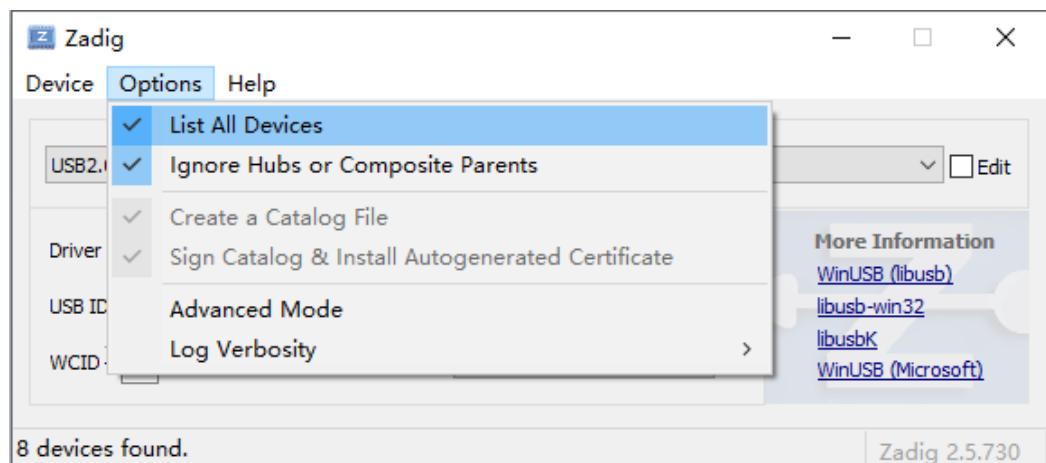 Zadig
Device Options Help
List All Devices
USB2.0 Ignore Hubs or Composite Parents Edit
Create a Catalog File
Driver Sign Catalog & Install Autogenerated Certificate
More Information
WinUSB (libusb)
USB ID Advanced Mode
libusb-win32
Log Verbosity
libusbK
WCID
WinUSB (Microsoft)
8 devices found.
Zadig 2.5.730